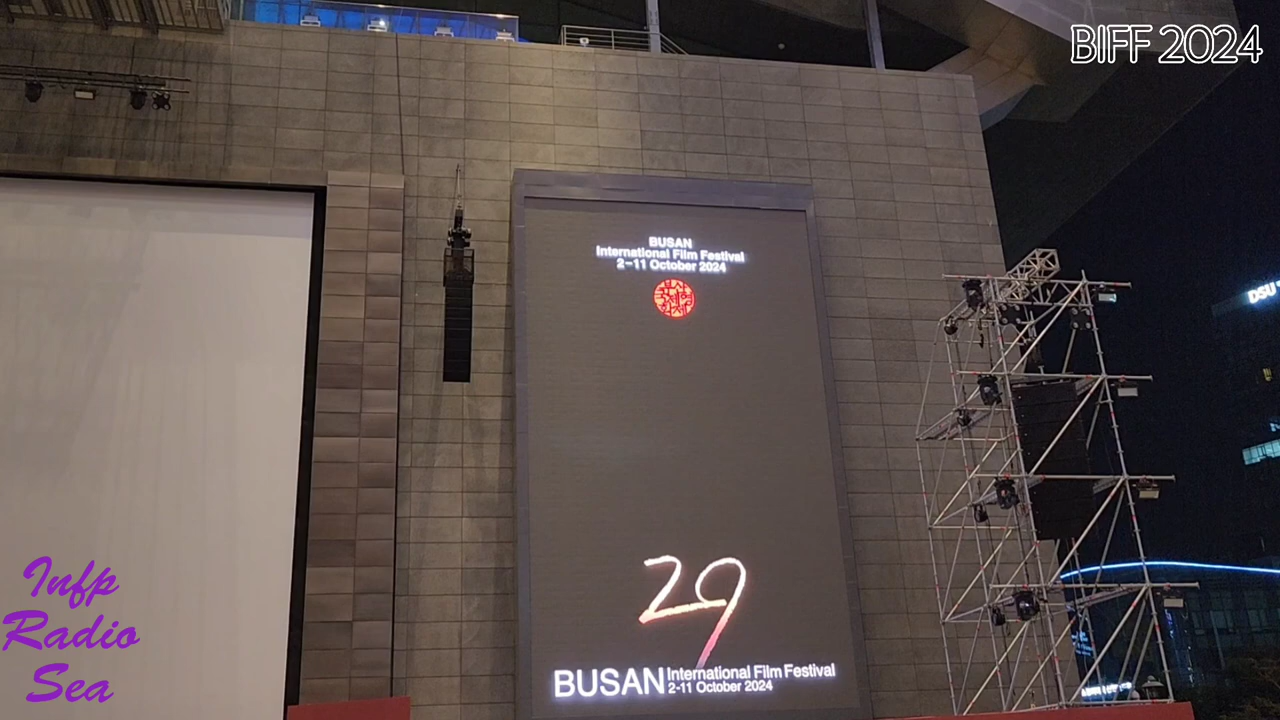 BIFF 2024
BUSAN
International Film Festival
2-11 October 2024
29
BUSAN International Film Festival
2-11 October 2024
DSU
Infp
Radio
Sea